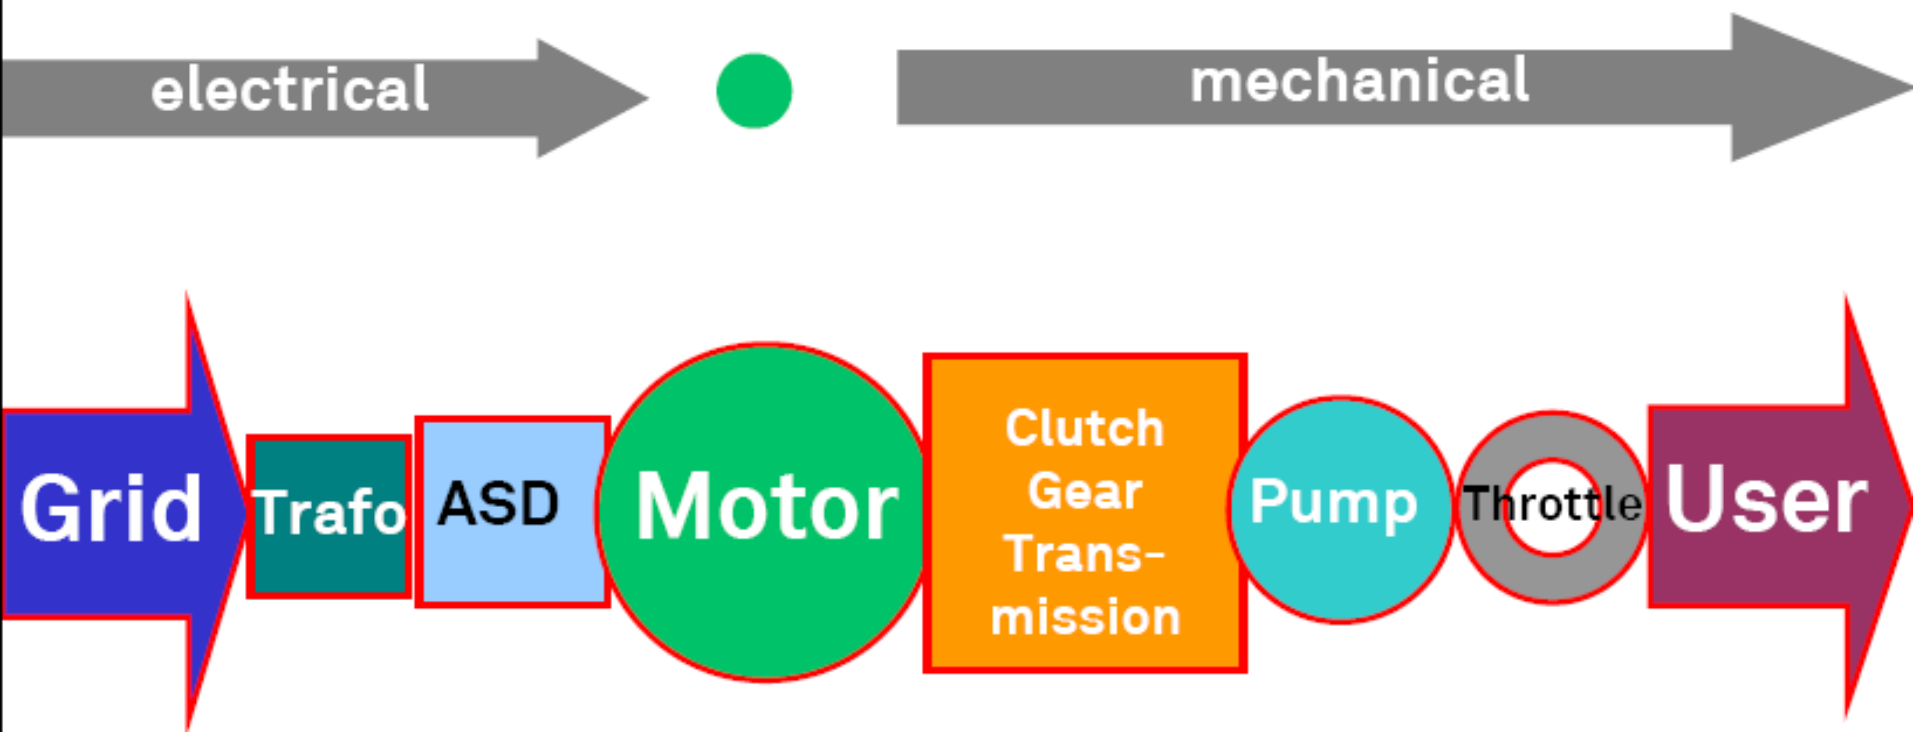 electrical
mechanical
Grid
Trafo
ASD
Motor
Clutch
Gear
Trans-
mission
Pump
Throttle
User